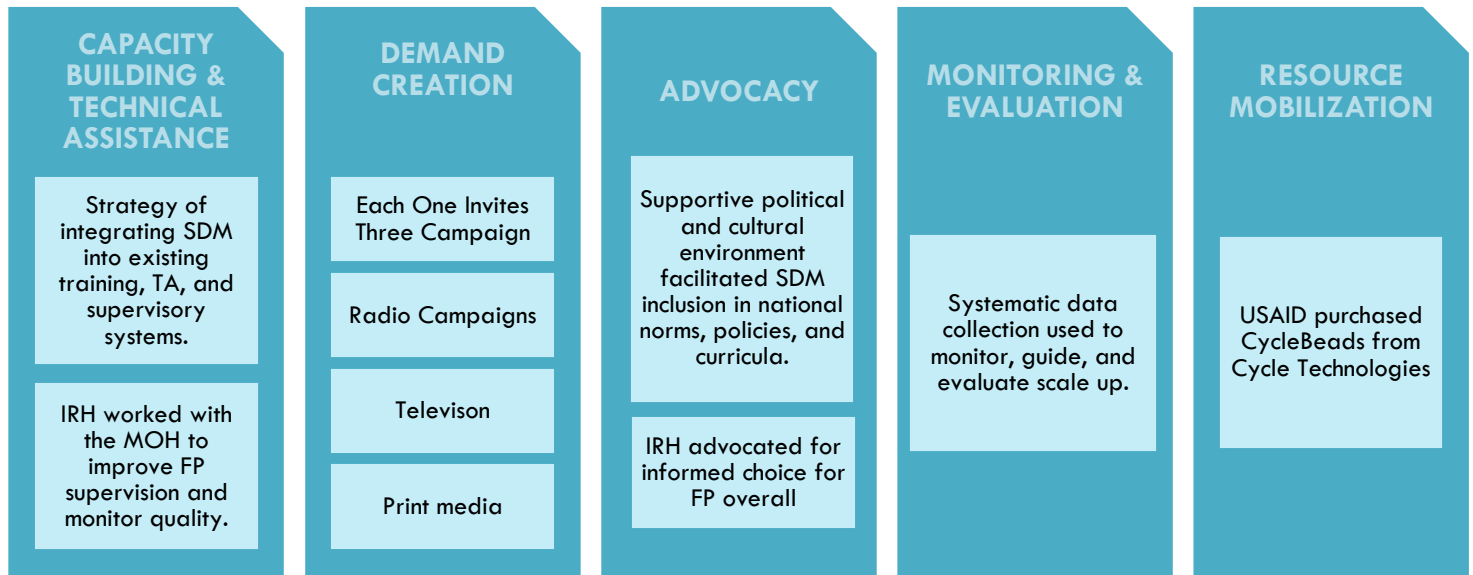 CAPACITY
BUILDING &
TECHNICAL
ASSISTANCE
Strategy of
integrating SDM
into existing
training, TA, and
supervisory
systems.
IRH worked with
the MOH to
improve FP
supervision and
monitor quality.
DEMAND
CREATION
Each One Invites
Three Campaign
Radio Campaigns
Televison
Print media
ADVOCACY
Supportive political
and cultural
environment
facilitated SDM
inclusion in national
norms, policies, and
curricula.
IRH advocated for
informed choice for
FP overall
MONITORING &
EVALUATION
Systematic data
collection used to
monitor, guide, and
evaluate scale up.
RESOURCE
MOBILIZATION
USAID purchased
CycleBeads from
Cycle Technologies